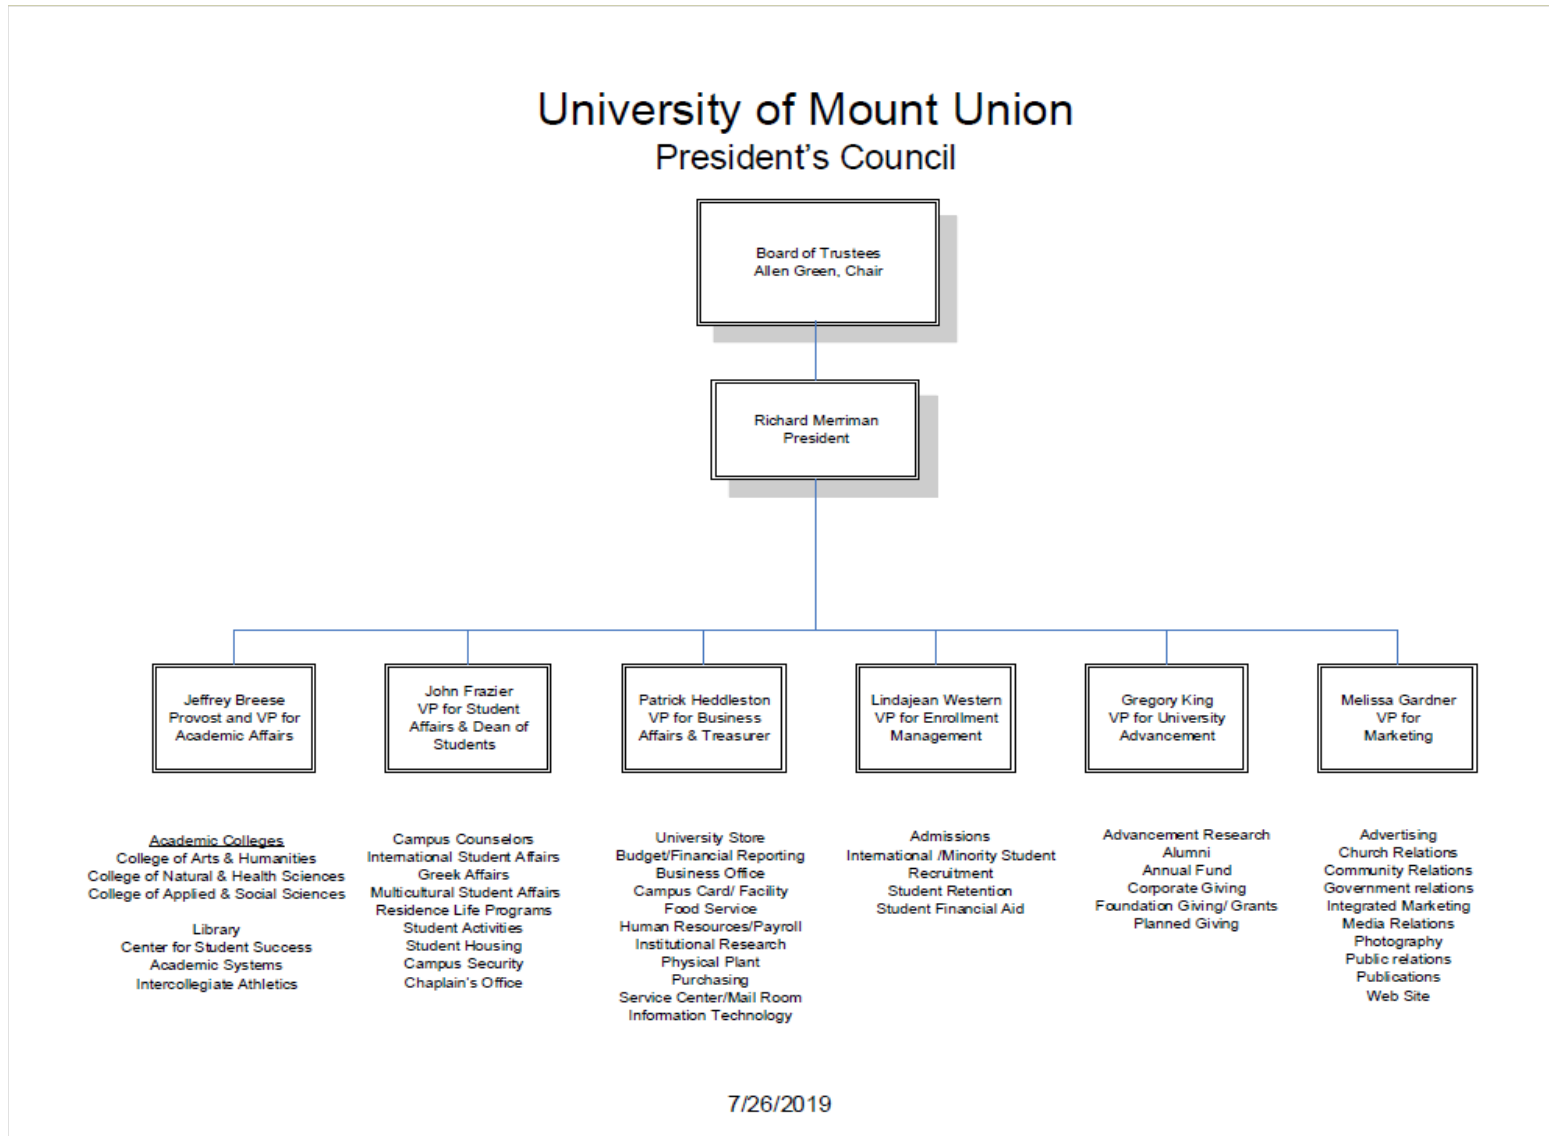 University of Mount Union
President's Council
Board of Trustees
Allen Green, Chair
Richard Merriman
President
Jeffrey Breese
Provost and VP for
Academic Affairs
John Frazier
VP for Student
Affairs & Dean of
Students
Patrick Heddleston
VP for Business
Affairs & Treasurer
Lindajean Western
VP for Enrollment
Management
Gregory King
VP for University
Advancement
Melissa Gardner
VP for
Marketing
Academic Colleges
College of Arts & Humanities
College of Natural & Health Sciences
College of Applied & Social Sciences
Library
Center for Student Success
Academic Systems
Intercollegiate Athletics
Campus Counselors
International Student Affairs
Greek Affairs
Multicultural Student Affairs
Residence Life Programs
Student Activities
Student Housing
Campus Security
Chaplain's Office
University Store
Budget/Financial Reporting
Business Office
Campus Card/ Facility
Food Service
Human Resources/Payroll
Institutional Research
Physical Plant
Purchasing
Service Center/Mail Room
Information Technology
Admissions
International /Minority Student
Recruitment
Student Retention
Student Financial Aid
Advancement Research
Alumni
Annual Fund
Corporate Giving
Foundation Giving/ Grants
Planned Giving
Advertising
Church Relations
Community Relations
Government relations
Integrated Marketing
Media Relations
Photography
Public relations
Publications
Web Site
7/26/2019